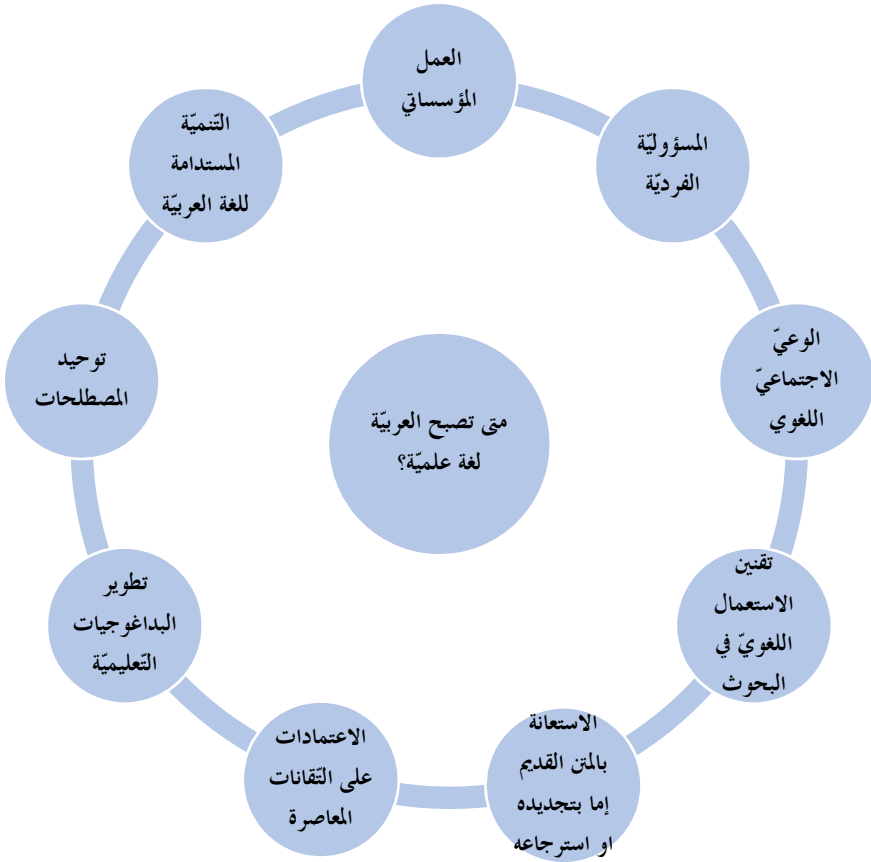 العمل
المؤسساتي
المسؤوليّة
الفرديّة
الوعيّ
الاجتماعيّ
اللغوي
تقنين
الاستعمال
اللغويّ في
البحوث
الاستعانة
بالمتن القديم
إما بتجديده
او استرجاعه
الاعتمادات
على التّقانات
المعاصرة
تطوير
البداغوجيات
التّعليميّة
توحيد
المصطلحات
التّنميّة
المستدامة
للغة العربيّة
متى تصبح العربيّة
لغة علميّة؟